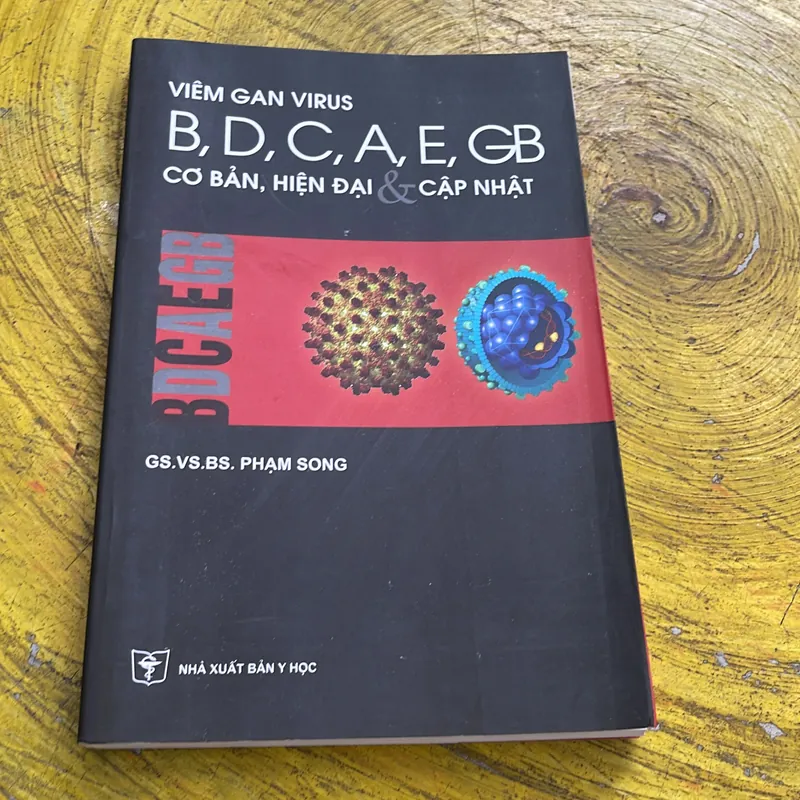 VIÊM GAN VIRUS
B, D, C, A, E, GB
CƠ BẢN, HIỆN ĐẠI & CẬP NHẬT
BDCAEGB
GS.VS.BS. PHẠM SONG
NHÀ XUẤT BẢN Y HỌC